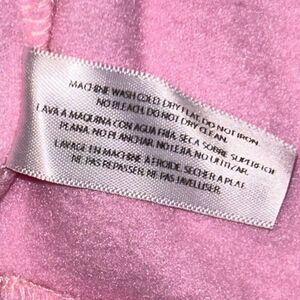 MACHINE WASH COLD. DRY FLAT. DO NOT IRON.
NO BLEACH. DO NOT DRY CLEAN.
LAVA A MAQUINA CON AGUA FRIA. SECA SOBRE SUPERFICIE
PLANA. NO PLANCHAR. NO LEJIA. NO UTILIZAR.
LAVAGE EN MACHINE À FROIDE. SECHER A PLAT.
NE PAS REPASSER. NE PAS JAVELLISER.